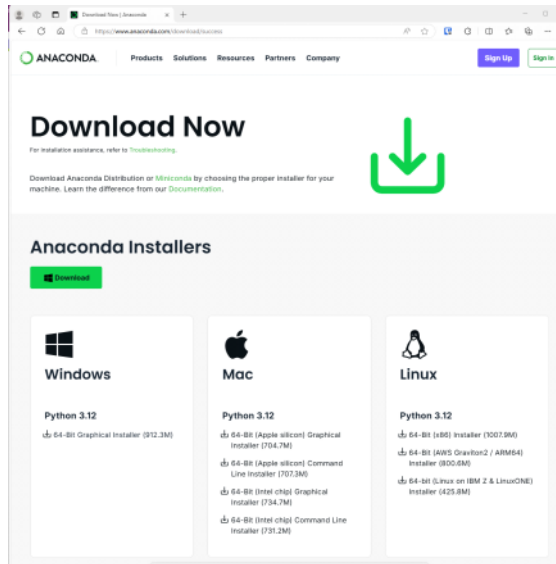 Download Now | Anaconda
https://www.anaconda.com/download/success
ANACONDA. Products Solutions Resources Partners Company Sign Up Sign In
Download Now
For installation assistance, refer to Troubleshooting.
Download Anaconda Distribution or Miniconda by choosing the proper installer for your
machine. Learn the difference from our Documentation.
Anaconda Installers
Download
Windows
Python 3.12
64-Bit Graphical Installer (912.3M)
Mac
Python 3.12
64-Bit (Apple silicon) Graphical
Installer (704.7M)
64-Bit (Apple silicon) Command
Line Installer (707.3M)
64-Bit (Intel chip) Graphical
Installer (734.7M)
64-Bit (Intel chip) Command Line
Installer (731.2M)
Linux
Python 3.12
64-Bit (x86) Installer (1007.9M)
64-Bit (AWS Graviton2 / ARM64)
Installer (800.6M)
64-bit (Linux on IBM Z & LinuxONE)
Installer (425.8M)